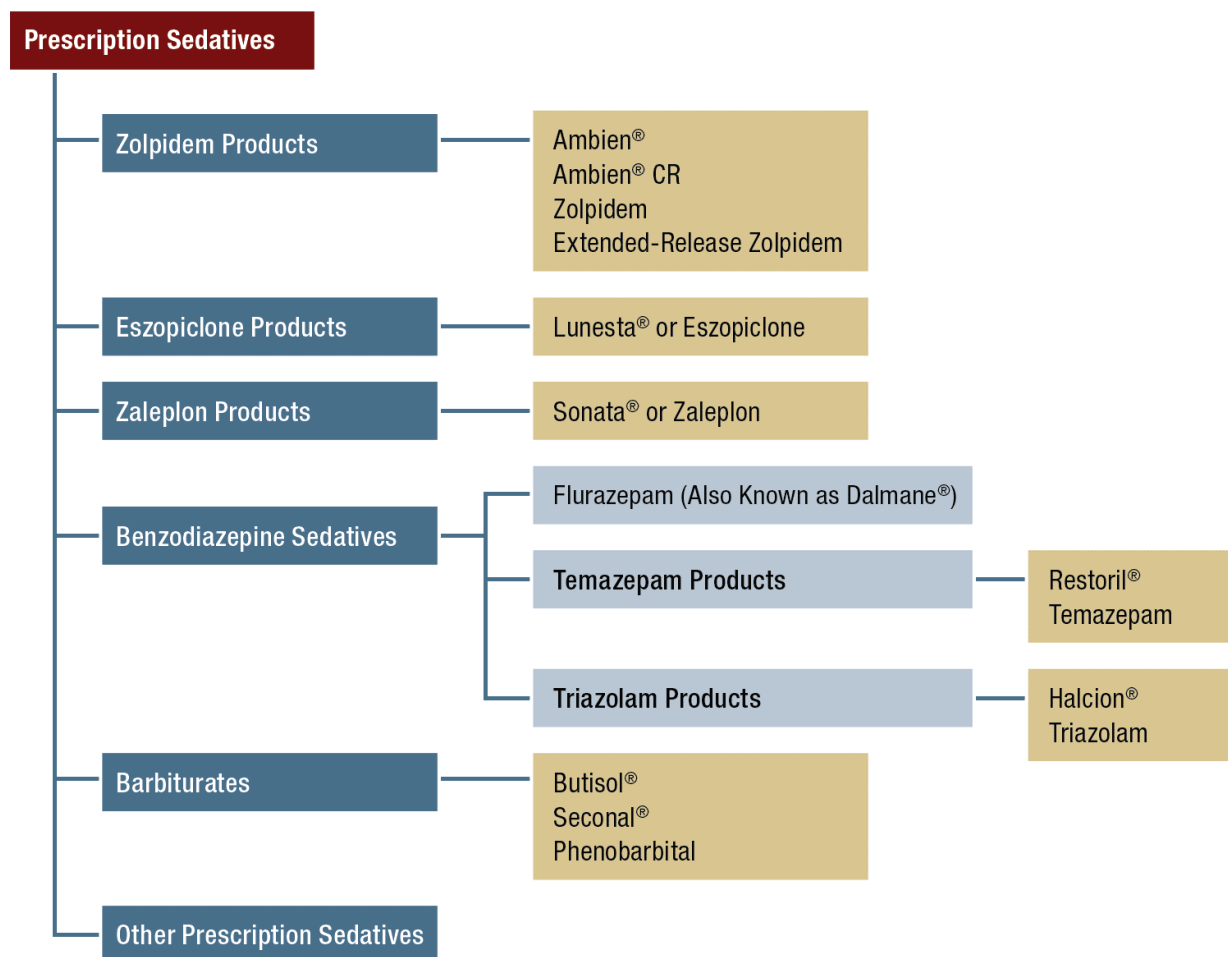 Prescription Sedatives
Zolpidem Products
Ambien®
Ambien® CR
Zolpidem
Extended-Release Zolpidem
Eszopiclone Products
Lunesta® or Eszopiclone
Zaleplon Products
Sonata® or Zaleplon
Benzodiazepine Sedatives
Flurazepam (Also Known as Dalmane®)
Temazepam Products
Restoril®
Temazepam
Triazolam Products
Halcion®
Triazolam
Barbiturates
Butisol®
Seconal®
Phenobarbital
Other Prescription Sedatives